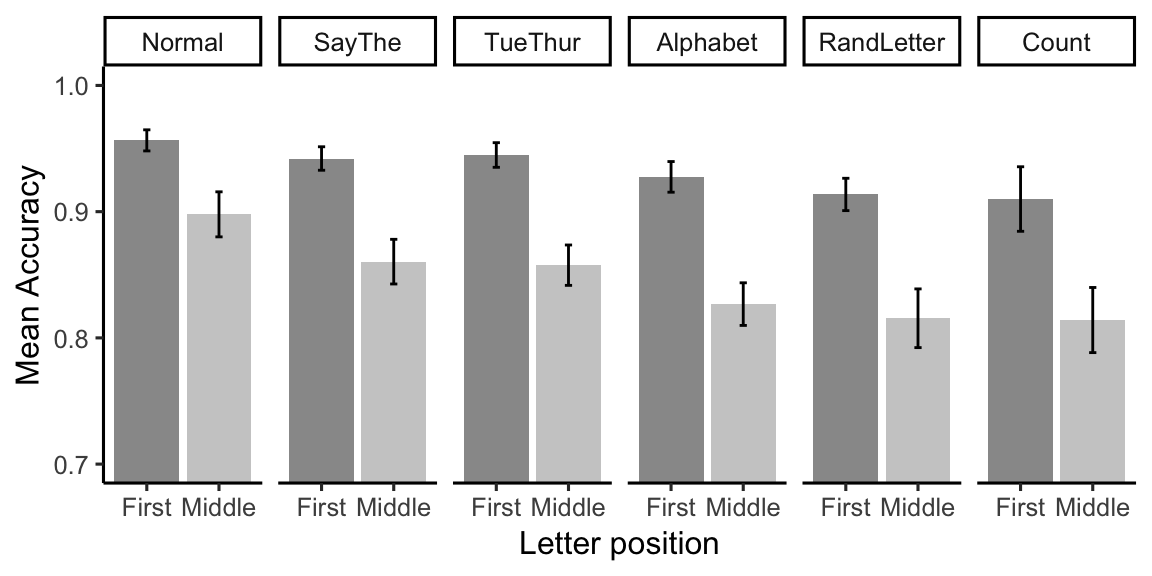 Normal SayThe TueThur Alphabet RandLetter Count
1.0
0.9
0.8
0.7
Mean Accuracy
First Middle First Middle First Middle First Middle First Middle First Middle
Letter position